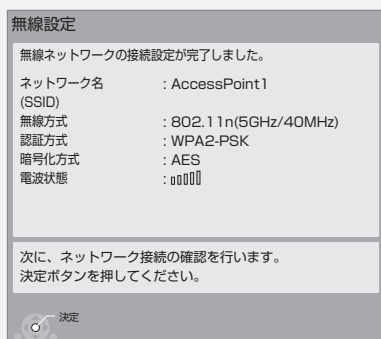 無線設定
無線ネットワークの接続設定が完了しました。
ネットワーク名 : AccessPoint1
(SSID)
無線方式 : 802.11n(5GHz/40MHz)
認証方式 : WPA2-PSK
暗号化方式 : AES
電波状態 :
次に、ネットワーク接続の確認を行います。
決定ボタンを押してください。
決定